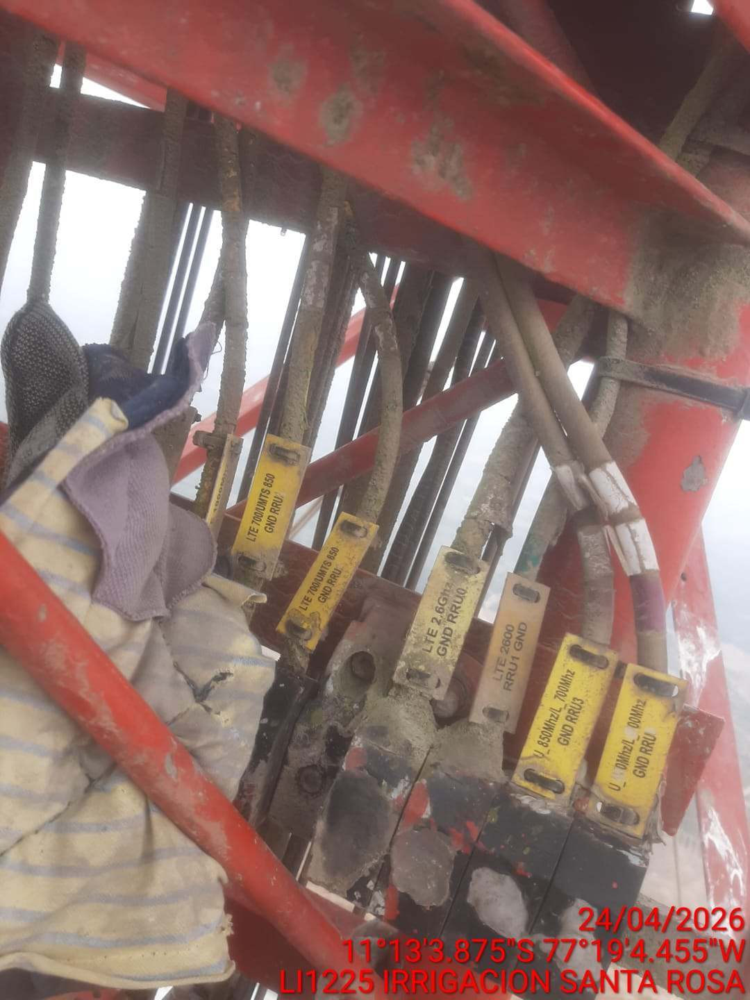 LTE 700/UMTS 850
GND RRU
LTE 700/UMTS 850
GND RRU
LTE 2.6Ghz
GND RRU0
LTE 2600
RRU1 GND
U_850Mhz/L_700Mhz
GND RRU3
GND RRU
24/04/2026
11°13'3.875"S 77°19'4.455"W
LI1225 IRRIGACION SANTA ROSA